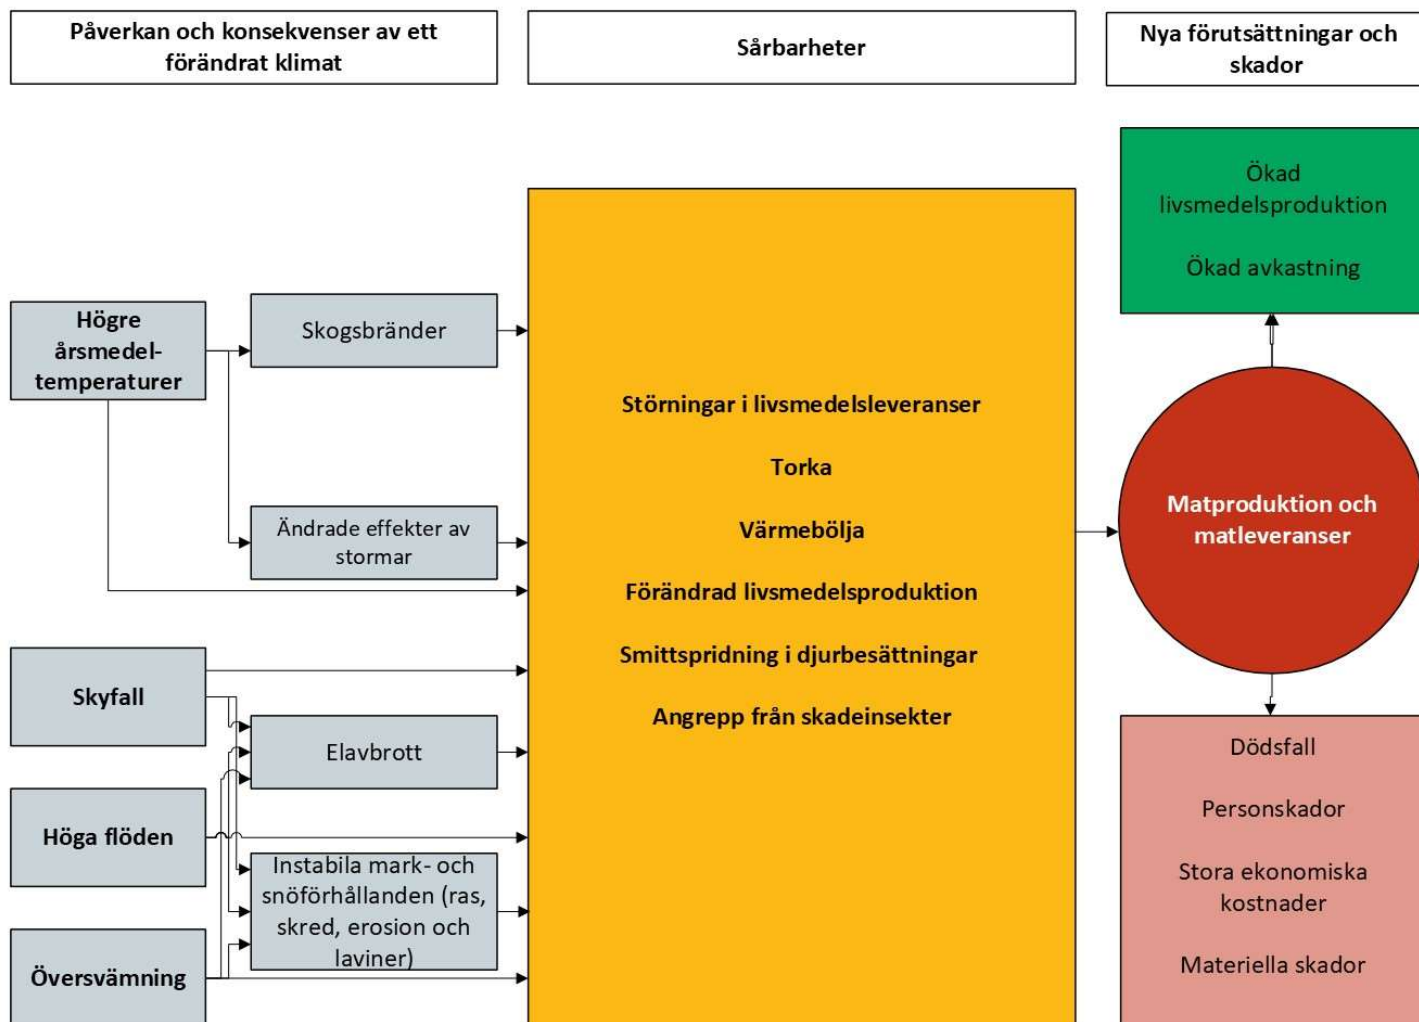 Påverkan och konsekvenser av ett
förändrat klimat
Sårbarheter
Nya förutsättningar och
skador
Högre
årsmedel-
temperaturer
Skyfall
Höga flöden
Översvämning
Skogsbränder
Ändrade effekter av
stormar
Elavbrott
Instabila mark- och
snöförhållanden (ras,
skred, erosion och
laviner)
Störningar i livsmedelsleveranser
Torka
Värmebölja
Förändrad livsmedelsproduktion
Smittspridning i djurbesättningar
Angrepp från skadeinsekter
Ökad
livsmedelsproduktion
Ökad avkastning
Matproduktion och
matleveranser
Dödsfall
Personskador
Stora ekonomiska
kostnader
Materiella skador